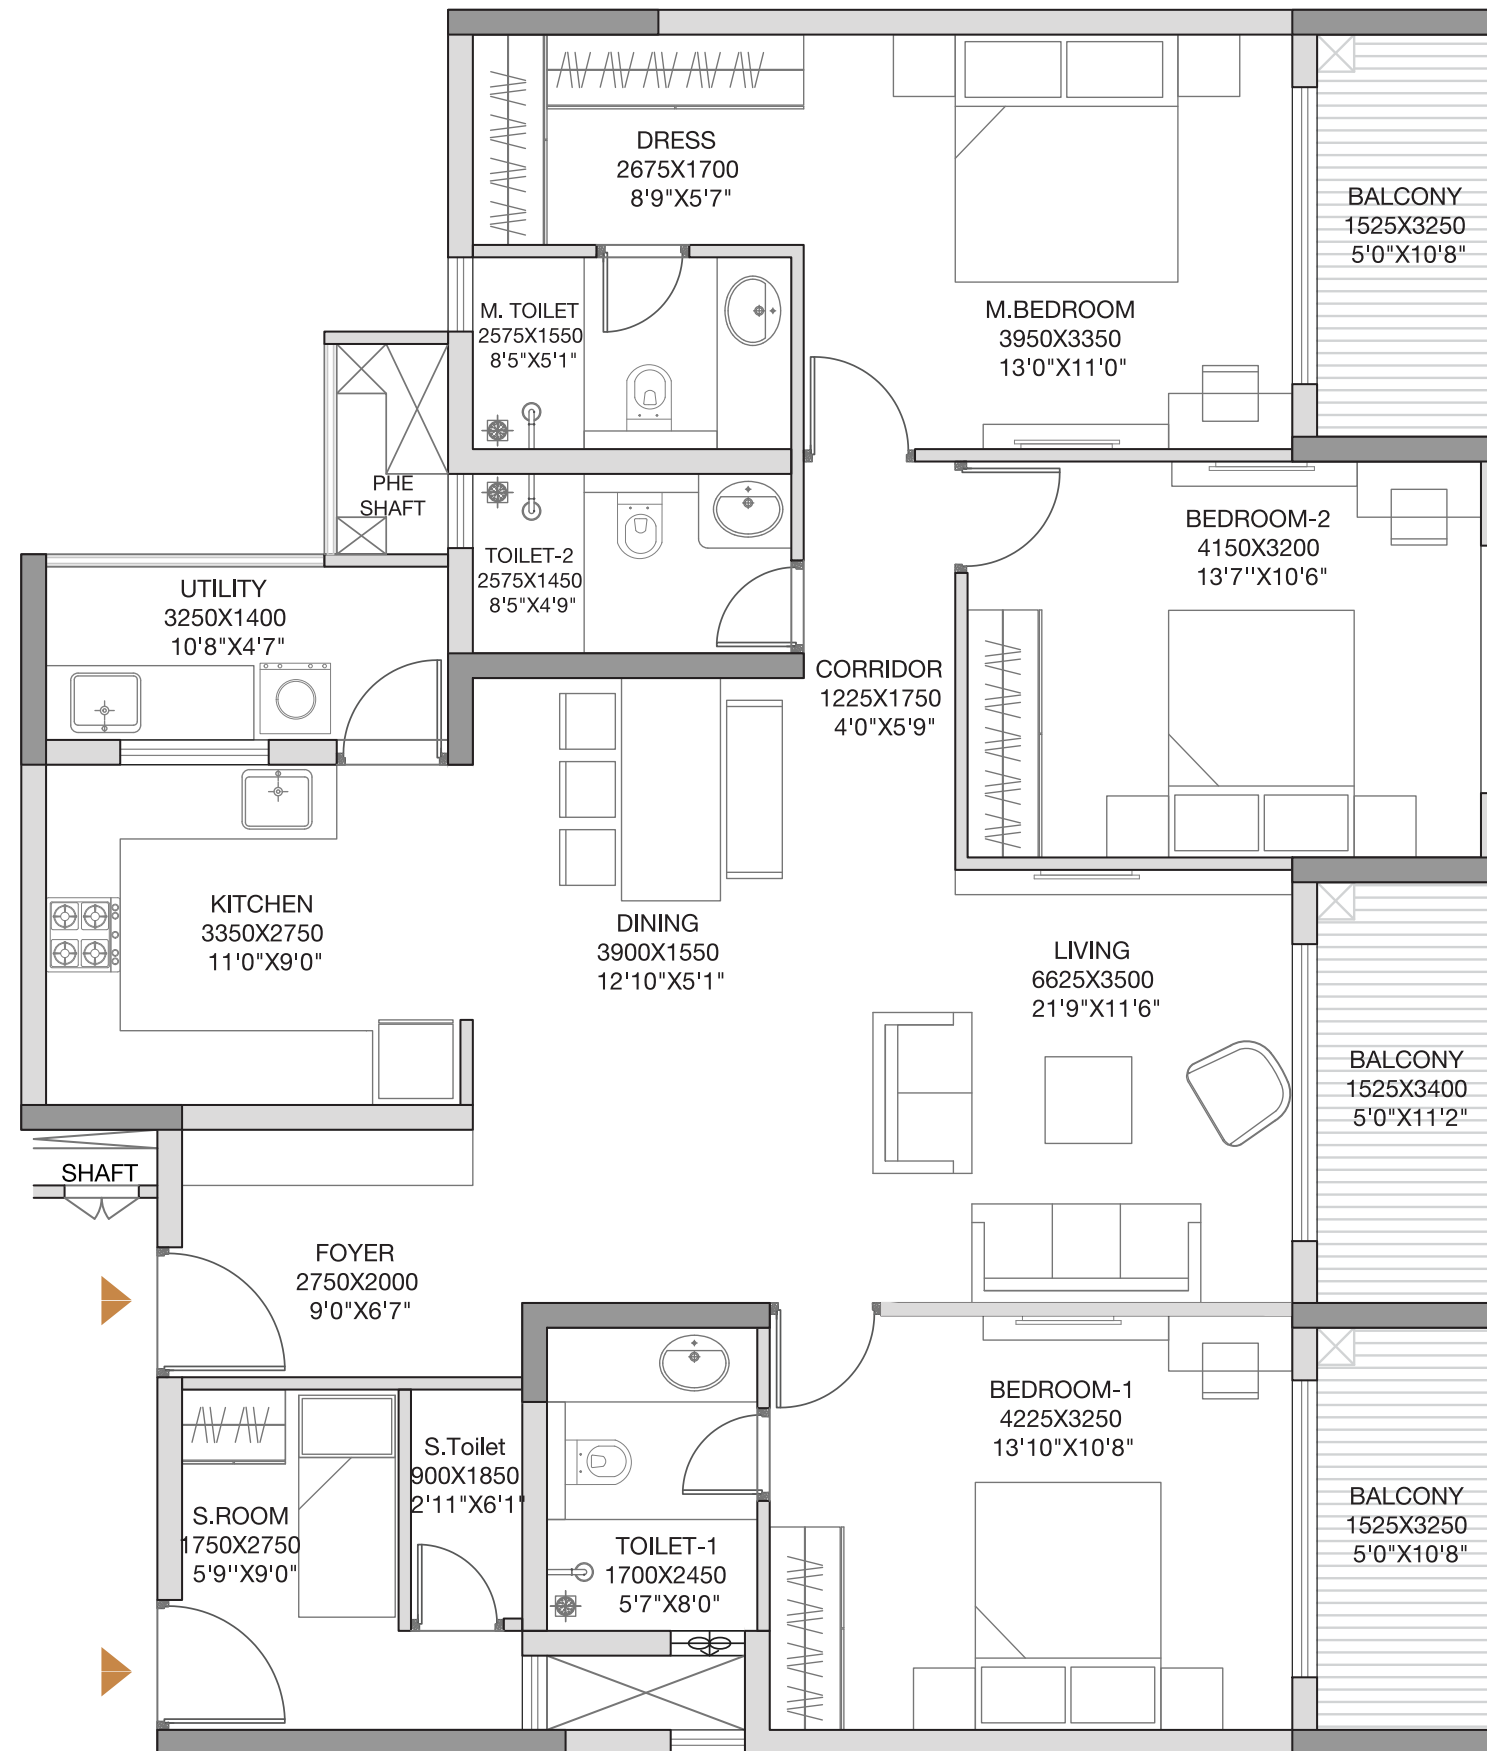 DRESS
2675X1700
8'9"X5'7"
BALCONY
1525X3250
5'0"X10'8"
M. TOILET
2575X1550
8'5"X5'1"
M.BEDROOM
3950X3350
13'0"X11'0"
PHE
SHAFT
TOILET-2
2575X1450
8'5"X4'9"
BEDROOM-2
4150X3200
13'7''X10'6"
UTILITY
3250X1400
10'8"X4'7"
CORRIDOR
1225X1750
4'0"X5'9"
KITCHEN
3350X2750
11'0"X9'0"
DINING
3900X1550
12'10"X5'1"
LIVING
6625X3500
21'9"X11'6"
BALCONY
1525X3400
5'0"X11'2"
SHAFT
FOYER
2750X2000
9'0"X6'7"
BEDROOM-1
4225X3250
13'10"X10'8"
S.Toilet
900X1850
2'11"X6'1"
S.ROOM
1750X2750
5'9''X9'0"
TOILET-1
1700X2450
5'7"X8'0"
BALCONY
1525X3250
5'0"X10'8"